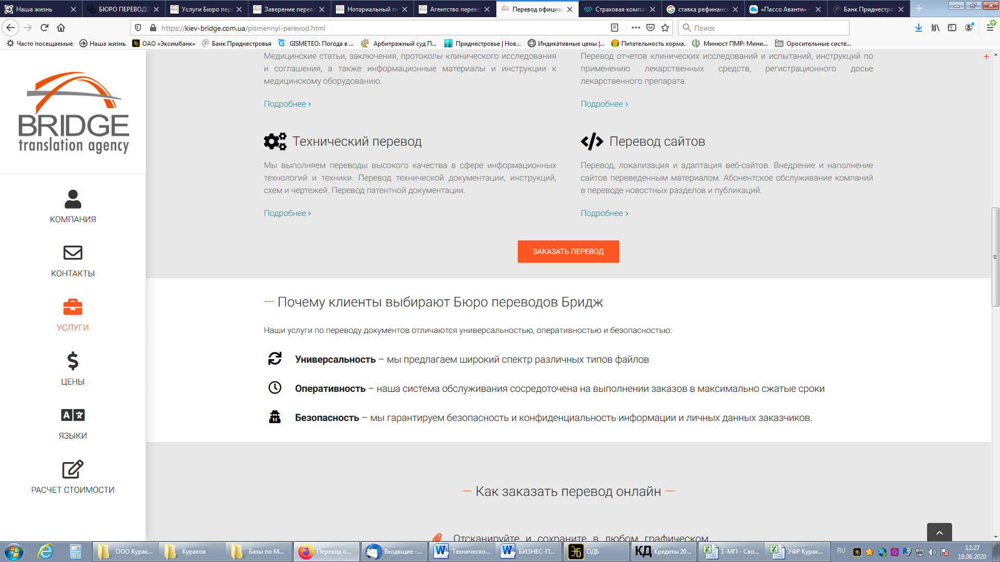 Наша жизнь
БЮРО ПЕРЕВОДО
Услуги Бюро пер
Заверение перево
Нотариальный пе
Агентство перево
Перевод официал
Страховая компан
ставка рефинанси
«Пассо Аванти» -
Банк Приднестро
https://kiev-bridge.com.ua/pismennyi-perevod.html
Поиск
Часто посещаемые
Наша жизнь
ОАО «Эксимбанк»
Банк Приднестровья
GISMETEO: Погода в ...
Арбитражный суд П...
Приднестровье | Нов...
Индикативные цены |...
Питательность корма.
Минюст ПМР: Мини...
Оросительные систе...
BRIDGE
translation agency
КОМПАНИЯ
КОНТАКТЫ
УСЛУГИ
ЦЕНЫ
ЯЗЫКИ
РАСЧЕТ СТОИМОСТИ
Медицинские статьи, заключения, протоколы клинического исследования
и соглашения, а также информационные материалы и инструкции к
медицинскому оборудованию.
Подробнее ›
Перевод отчетов клинических исследований и испытаний, инструкций по
применению лекарственных средств, регистрационного досье
лекарственного препарата.
Подробнее ›
Технический перевод
Мы выполняем переводы высокого качества в сфере информационных
технологий и техники. Перевод технической документации, инструкций,
схем и чертежей. Перевод патентной документации.
Подробнее ›
Перевод сайтов
Перевод, локализация и адаптация веб-сайтов. Внедрение и наполнение
сайтов переведенным материалом. Абонентское обслуживание компаний
в переводе новостных разделов и публикаций.
Подробнее ›
ЗАКАЗАТЬ ПЕРЕВОД
— Почему клиенты выбирают Бюро переводов Бридж
Наши услуги по переводу документов отличаются универсальностью, оперативностью и безопасностью:
Универсальность – мы предлагаем широкий спектр различных типов файлов
Оперативность – наша система обслуживания сосредоточена на выполнении заказов в максимально сжатые сроки
Безопасность – мы гарантируем безопасность и конфиденциальность информации и личных данных заказчиков.
— Как заказать перевод онлайн —
Отсканируйте и сохраните в любом графическом
ООО Курак...
Кураков
Базы по М...
Перевод о...
Входящие -...
Техническо...
БИЗНЕС-П...
ОДБ
КД Кредиты 20...
1-МП - Сво...
УФР Курак...
RU
12:27
18.06.2020